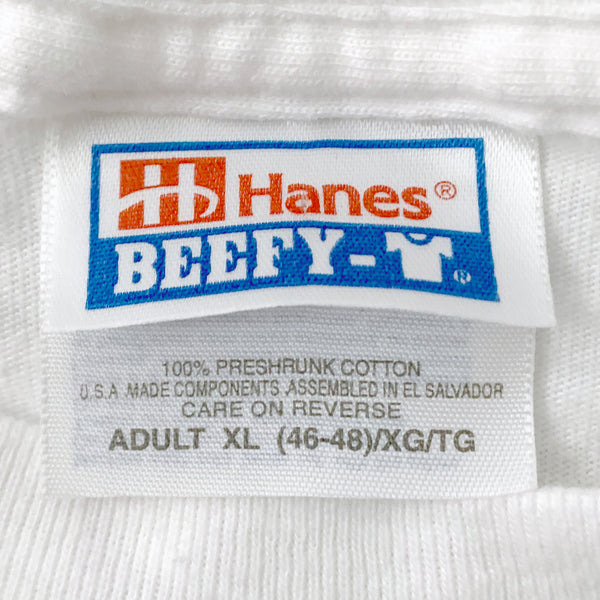 H Hanes®
BEEFY-T®
100% PRESHRUNK COTTON
U.S.A. MADE COMPONENTS ASSEMBLED IN EL SALVADOR
CARE ON REVERSE
ADULT XL (46-48)/XG/TG